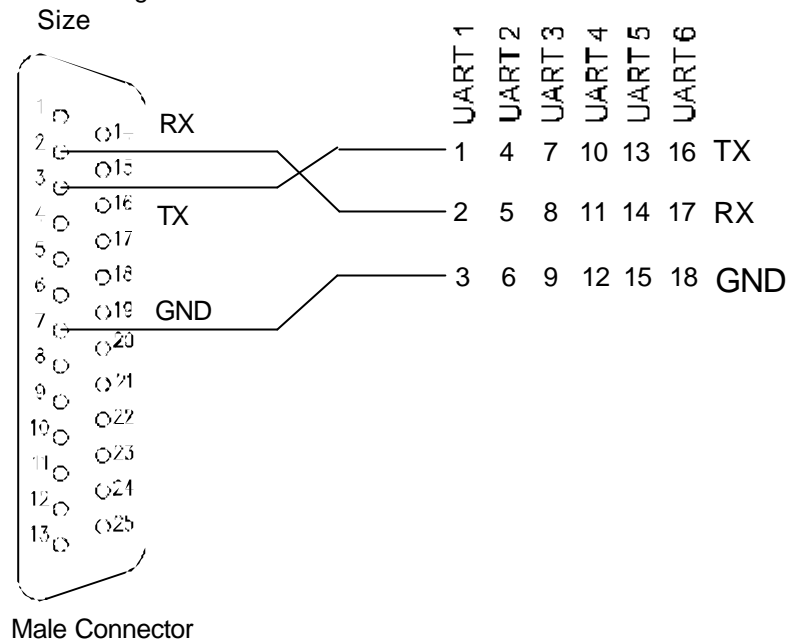 Size
UART 1
UART 2
UART 3
UART 4
UART 5
UART 6
1
2
3
5
6
7
8
9
10
11
12
13
15
16
17
18
19
20
21
22
23
24
25
RX
TX
GND
1 4 7 10 13 16 TX
2 5 8 11 14 17 RX
3 6 9 12 15 18 GND
Male Connector